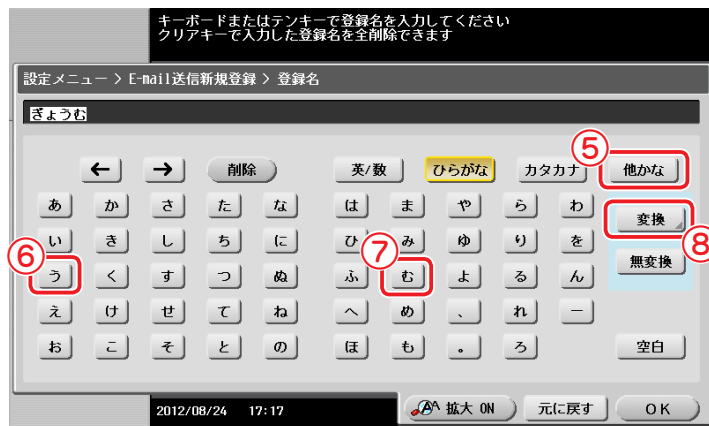 キーボードまたはテンキーで登録名を入力してください
クリアキーで入力した登録名を全削除できます
設定メニュー > E-mail送信新規登録 > 登録名
ぎょうむ
← → 削除 英/数 ひらがな カタカナ ⑤ 他かな
あ か さ た な は ま や ら わ 変換
い き し ち に ひ み ゆ り を ⑧
⑥ う く す つ ぬ ふ ⑦ む よ る ん 無変換
え け せ て ね へ め 、 れ ー
お こ そ と の ほ も 。 ろ 空白
2012/08/24 17:17 拡大 ON 元に戻す OK